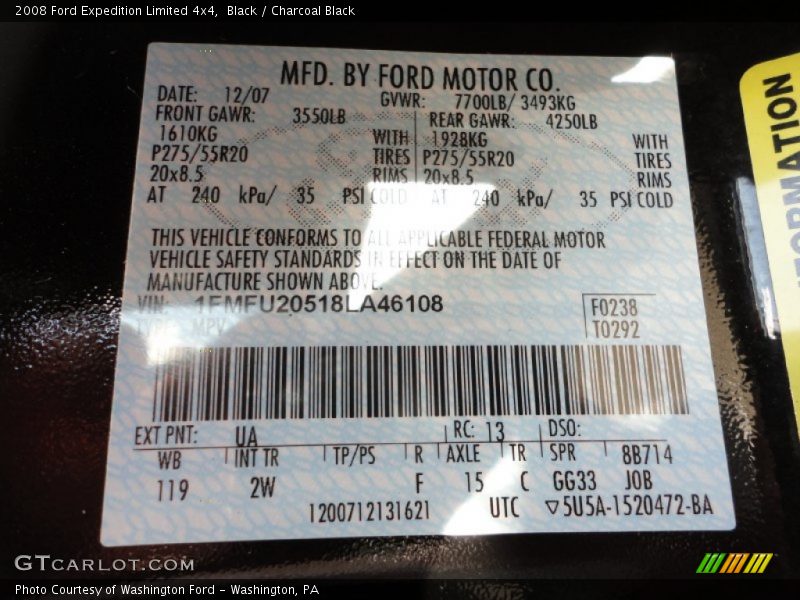 2008 Ford Expedition Limited 4x4,  Black / Charcoal Black
MFD. BY FORD MOTOR CO.
DATE: 12/07 GVWR: 7700LB/ 3493KG
FRONT GAWR: 3550LB REAR GAWR: 4250LB
1610KG WITH 1928KG WITH
P275/55R20 TIRES P275/55R20 TIRES
20x8.5 RIMS 20x8.5 RIMS
AT 240 kPa/ 35 PSI COLD AT 240 kPa/ 35 PSI COLD
THIS VEHICLE CONFORMS TO ALL APPLICABLE FEDERAL MOTOR
VEHICLE SAFETY STANDARDS IN EFFECT ON THE DATE OF
MANUFACTURE SHOWN ABOVE.
VIN: 1FMFU20518LA46108 F0238
TYPE: MPV T0292
EXT PNT: UA RC: 13 DSO:
WB INT TR TP/PS R AXLE TR SPR 8B714
119 2W F 15 C GG33 JOB
120071213​1621 UTC ▽5U5A-1520472-BA
ORMATION
GTCARLOT.COM
Photo Courtesy of Washington Ford - Washington, PA